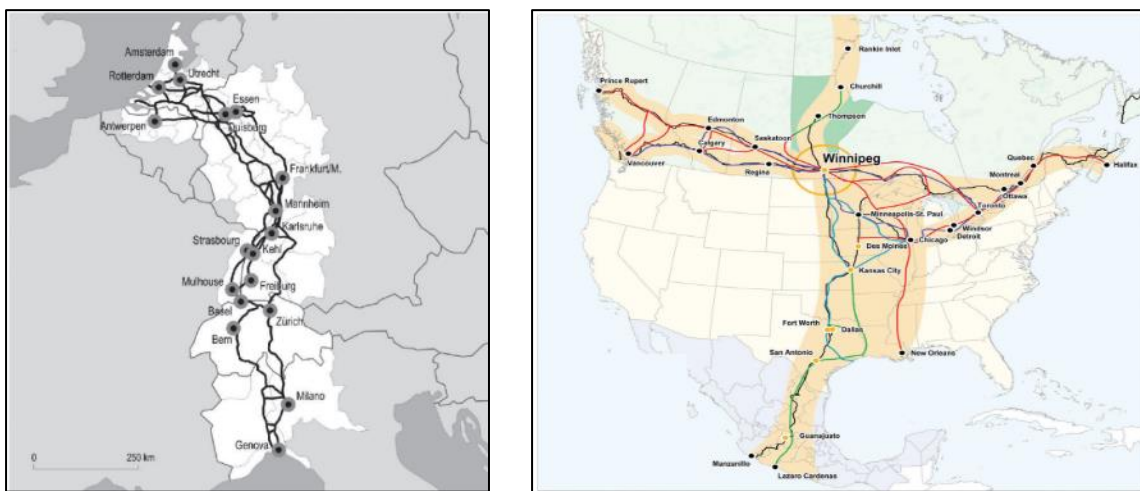 Amsterdam
Rotterdam
Utrecht
Essen
Antwerpen
Duisburg
Frankfurt/M.
Mannheim
Karlsruhe
Strasbourg
Kehl
Mulhouse
Freiburg
Basel
Zürich
Bern
Milano
Genova
0
250 km
Rankin Inlet
Prince Rupert
Churchill
Thompson
Edmonton
Saskatoon
Calgary
Winnipeg
Vancouver
Regina
Quebec
Montreal
Halifax
Ottawa
Toronto
Minneapolis-St. Paul
Windsor
Detroit
Des Moines
Chicago
Kansas City
Fort Worth
Dallas
San Antonio
New Orleans
Guanajuato
Manzanillo
Lazaro Cardenas